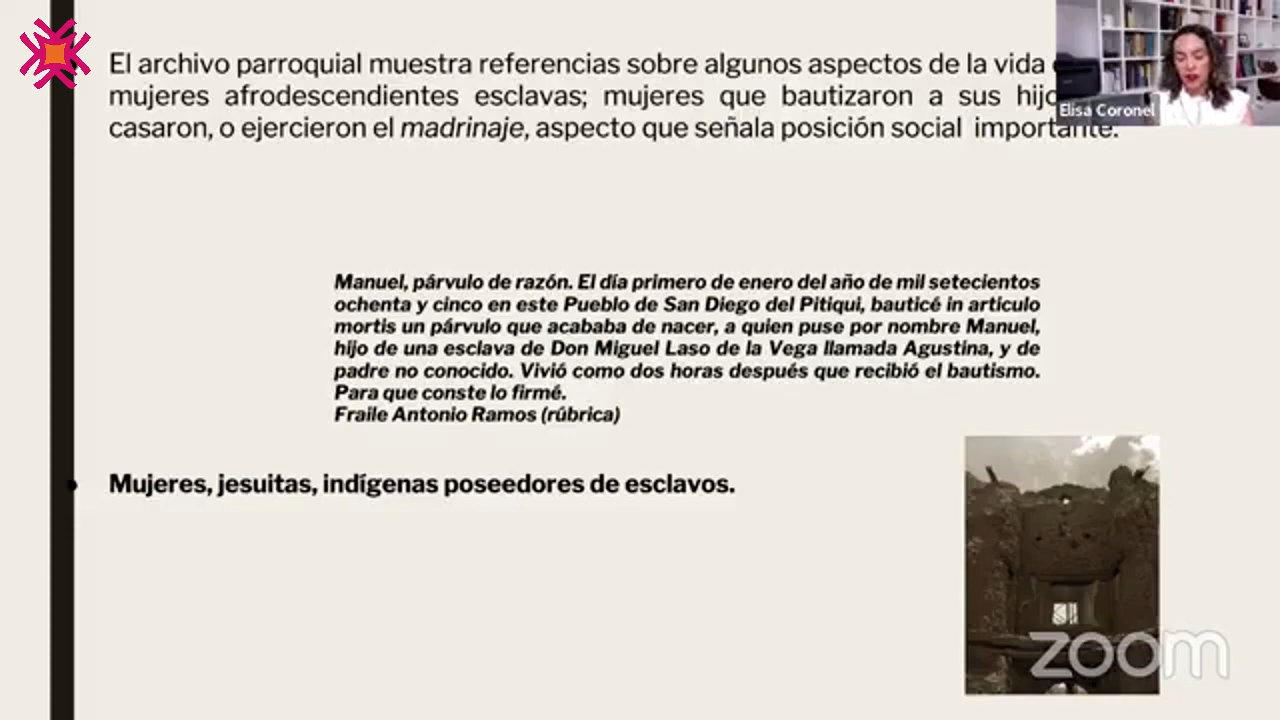 El archivo parroquial muestra referencias sobre algunos aspectos de la vida
mujeres afrodescendientes esclavas; mujeres que bautizaron a sus hijo
casaron, o ejercieron el madrinaje, aspecto que señala posición social importante.
Elisa Coronel
Manuel, párvulo de razón. El día primero de enero del año de mil setecientos
ochenta y cinco en este Pueblo de San Diego del Pitiqui, bauticé in articulo
mortis un párvulo que acababa de nacer, a quien puse por nombre Manuel,
hijo de una esclava de Don Miguel Laso de la Vega llamada Agustina, y de
padre no conocido. Vivió como dos horas después que recibió el bautismo.
Para que conste lo firmé.
Fraile Antonio Ramos (rúbrica)
• Mujeres, jesuitas, indígenas poseedores de esclavos.
zoom